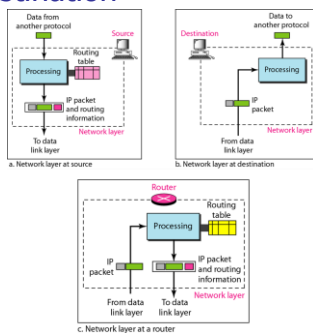 Data from
another protocol
Source
Routing
table
Processing
IP packet
and routing
information
Network layer
To data
link layer
a. Network layer at source
Data to
another protocol
Destination
Processing
IP
packet
Network layer
From data
link layer
b. Network layer at destination
Router
Routing
table
Processing
IP
packet
IP packet
and routing
information
Network layer
From data
link layer
To data
link layer
c. Network layer at a router